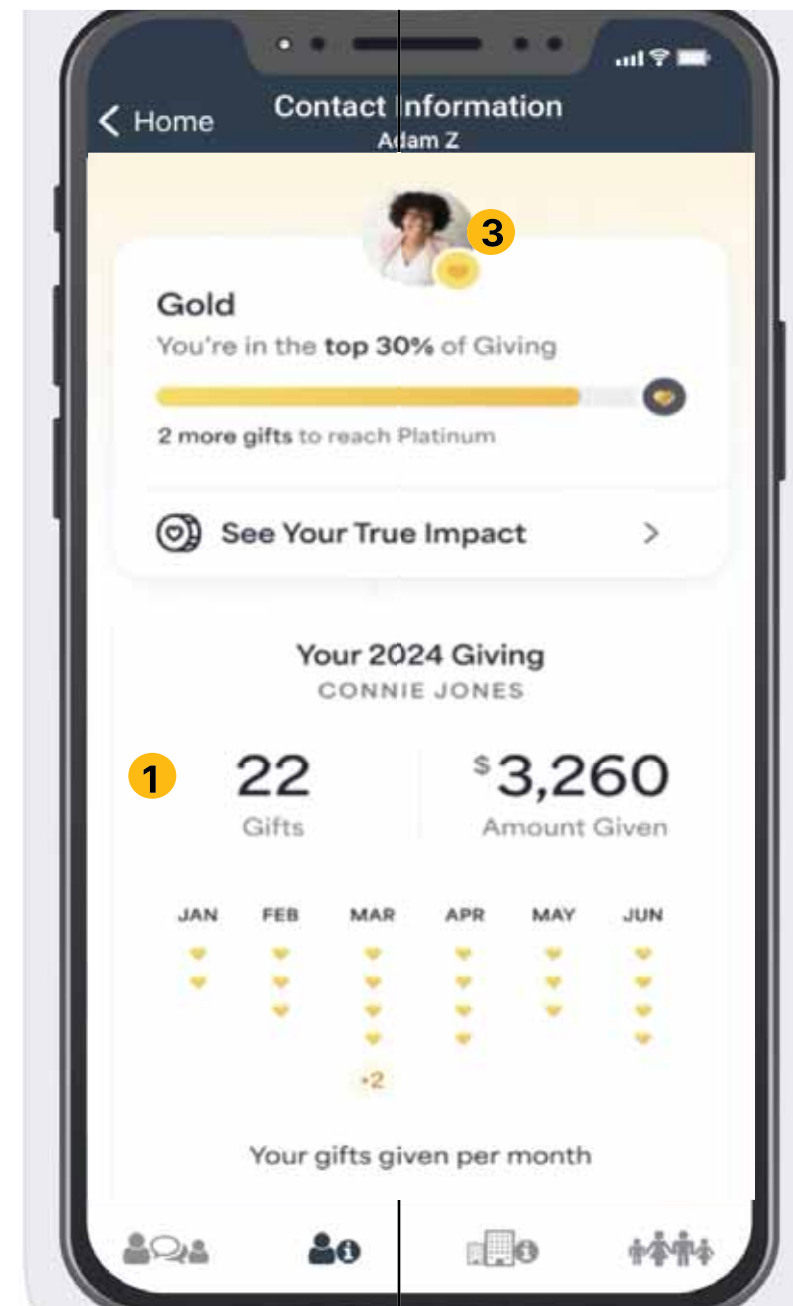 Home
Contact Information
Adam Z
3
Gold
You're in the top 30% of Giving
2 more gifts to reach Platinum
See Your True Impact
Your 2024 Giving
CONNIE JONES
1
22
Gifts
$3,260
Amount Given
JAN FEB MAR APR MAY JUN
+2
Your gifts given per month